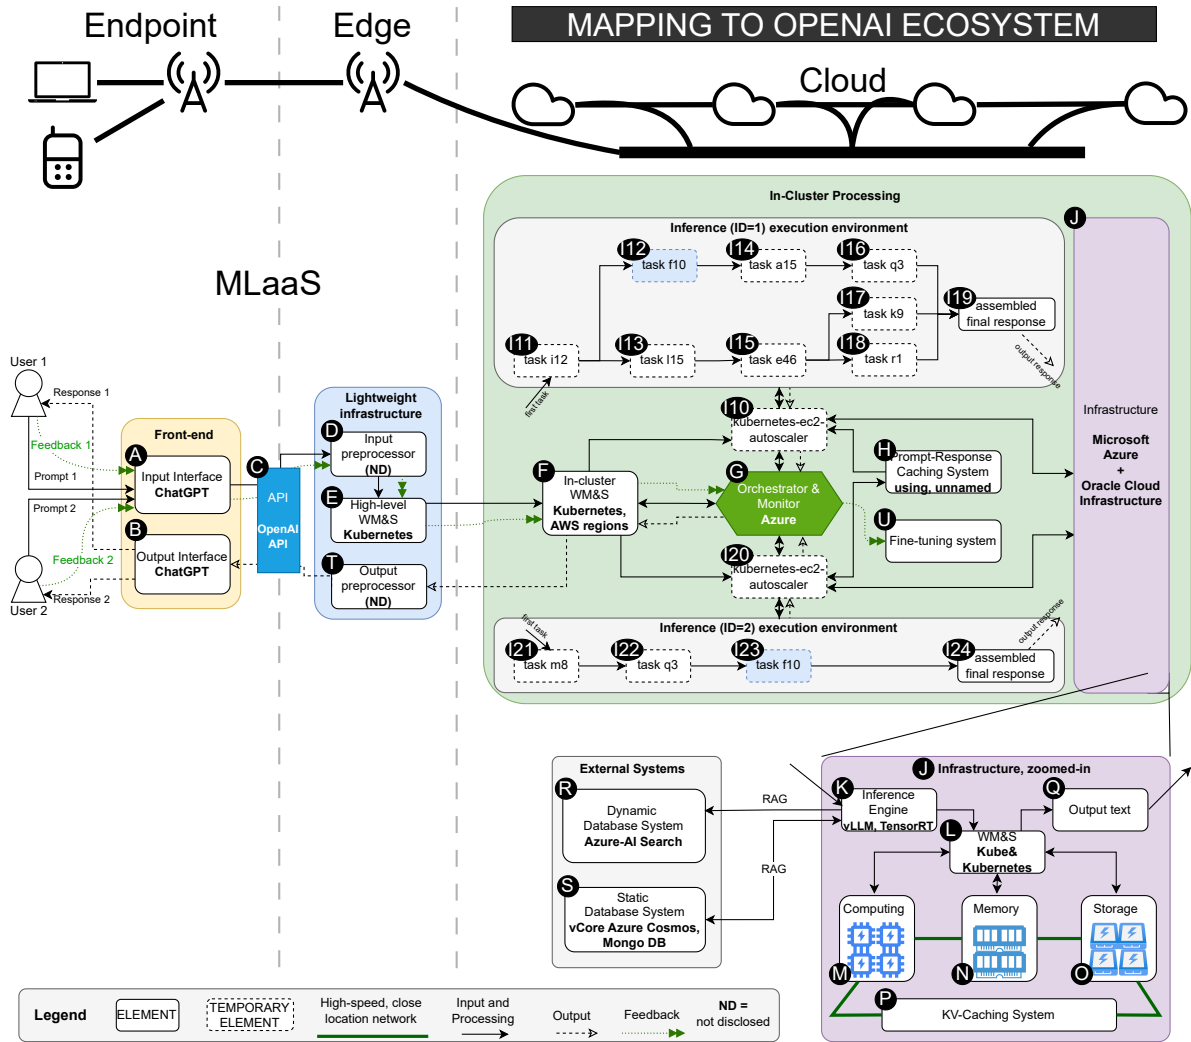 Endpoint
Edge
MAPPING TO OPENAI ECOSYSTEM
Cloud
MLaaS
In-Cluster Processing
Inference (ID=1) execution environment
I12
task f10
I14
task a15
I16
task q3
I17
task k9
I19
assembled
final response
I11
task i12
I13
task l15
I15
task e46
I18
task r1
first task
output response
J
Infrastructure
Microsoft
Azure
+
Oracle Cloud
Infrastructure
User 1
Response 1
Feedback 1
Prompt 1
Prompt 2
Feedback 2
Response 2
User 2
Front-end
A
Input Interface
ChatGPT
B
Output Interface
ChatGPT
C
API
OpenAI
API
Lightweight
infrastructure
D
Input
preprocessor
(ND)
E
High-level
WM&S
Kubernetes
T
Output
preprocessor
(ND)
F
In-cluster
WM&S
Kubernetes,
AWS regions
I10
kubernetes-ec2-
autoscaler
G
Orchestrator &
Monitor
Azure
H
Prompt-Response
Caching System
using, unnamed
U
Fine-tuning system
I20
kubernetes-ec2-
autoscaler
Inference (ID=2) execution environment
first task
I21
task m8
I22
task q3
I23
task f10
I24
assembled
final response
output response
External Systems
R
Dynamic
Database System
Azure-AI Search
S
Static
Database System
vCore Azure Cosmos,
Mongo DB
RAG
RAG
J
Infrastructure, zoomed-in
K
Inference
Engine
vLLM, TensorRT
Q
Output text
L
WM&S
Kube&
Kubernetes
Computing
M
Memory
N
Storage
O
P
KV-Caching System
Legend
ELEMENT
TEMPORARY
ELEMENT
High-speed, close
location network
Input and
Processing
Output
Feedback
ND =
not disclosed